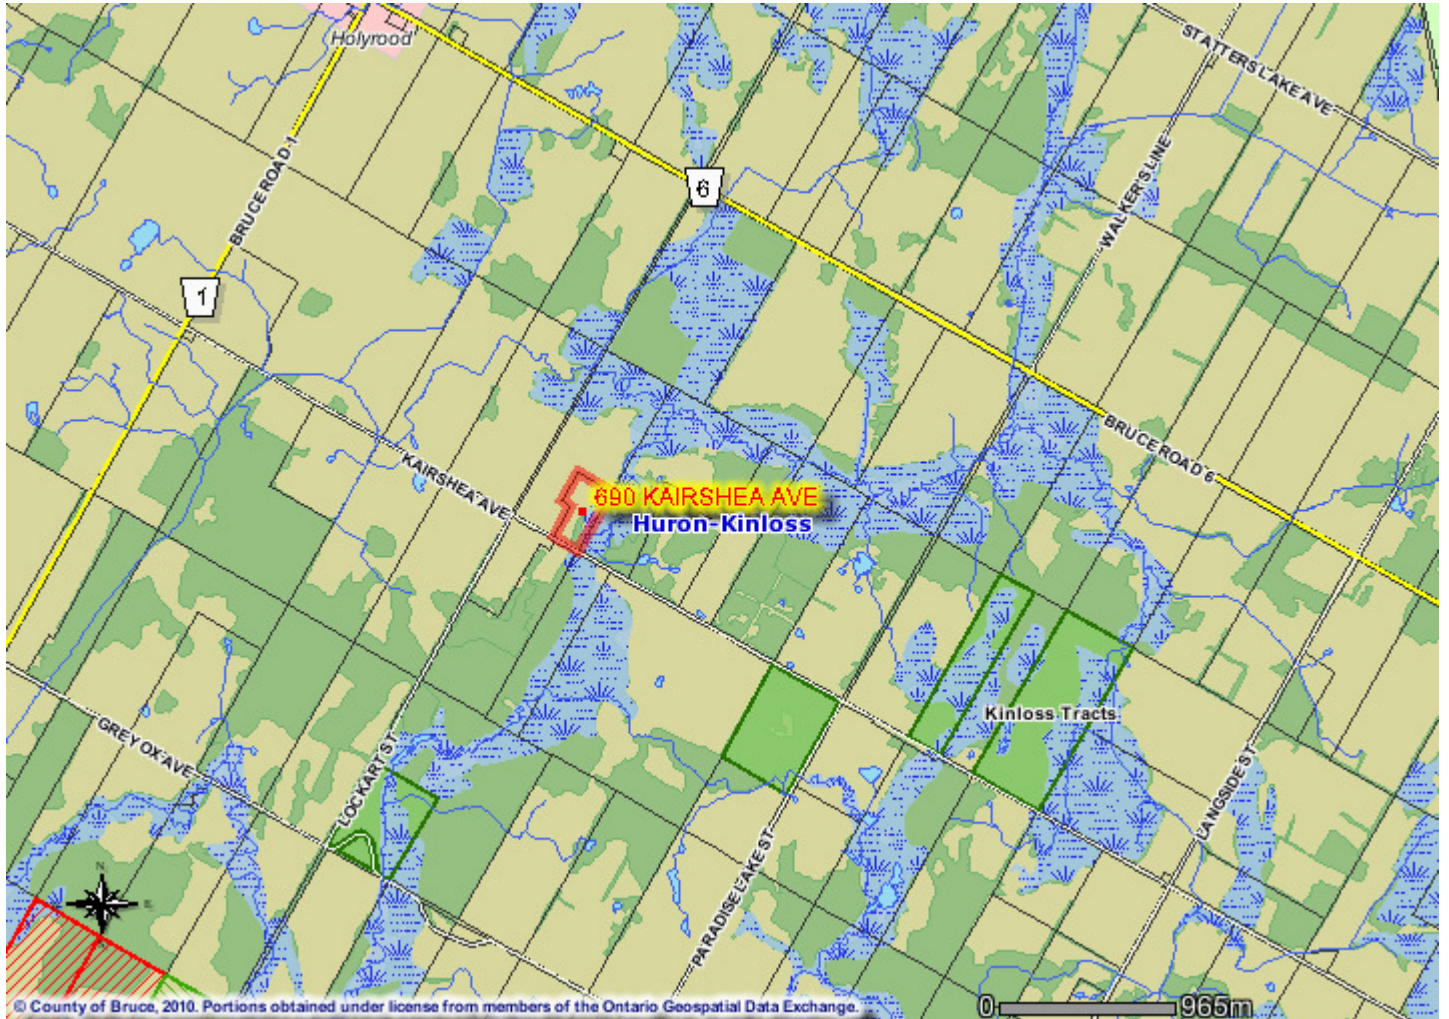 Holyrood
STATTERS LAKE AVE
BRUCE ROAD 1
WALKER'S LINE
6
1
KAIRSHEA AVE
BRUCE ROAD 6
690 KAIRSHEA AVE
Huron-Kinloss
Kinloss Tracts
GREY OX AVE
LOCKART ST
LANGSIDE ST
PARADISE LAKE ST
N
E
© County of Bruce, 2010. Portions obtained under license from members of the Ontario Geospatial Data Exchange.
0 965m